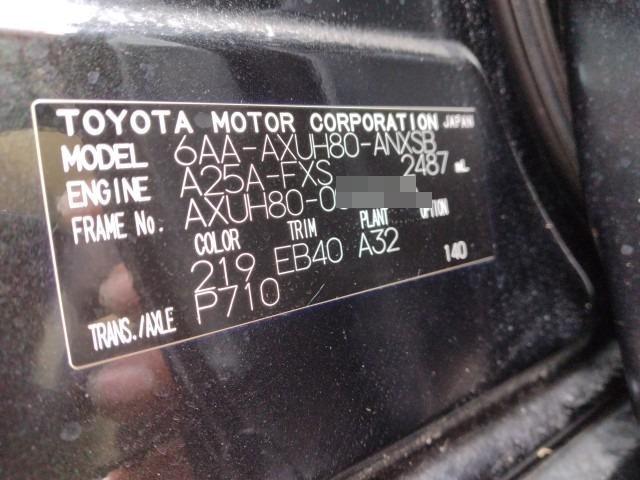 TOYOTA MOTOR CORPORATION JAPAN
MODEL 6AA-AXUH80-ANXSB
ENGINE A25A-FXS 2487 mL
FRAME No. AXUH80-0
COLOR TRIM PLANT OPTION
219 EB40 A32
TRANS./AXLE P710 140